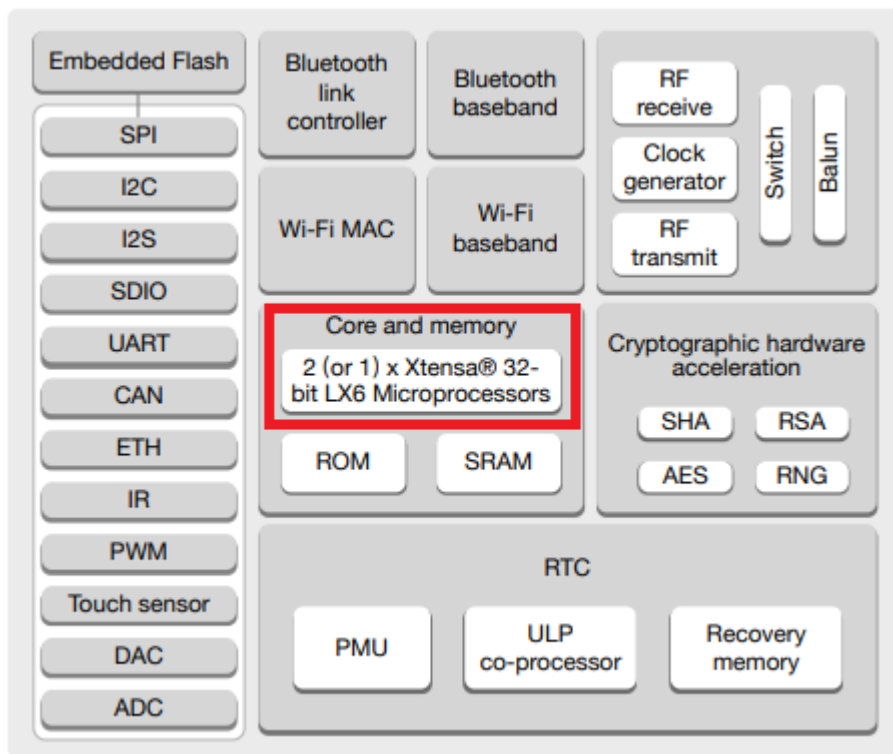 Embedded Flash
SPI
I2C
I2S
SDIO
UART
CAN
ETH
IR
PWM
Touch sensor
DAC
ADC
Bluetooth
link
controller
Bluetooth
baseband
Wi-Fi MAC
Wi-Fi
baseband
RF
receive
Clock
generator
RF
transmit
Switch
Balun
Core and memory
2 (or 1) x Xtensa® 32-
bit LX6 Microprocessors
ROM
SRAM
Cryptographic hardware
acceleration
SHA
RSA
AES
RNG
RTC
PMU
ULP
co-processor
Recovery
memory